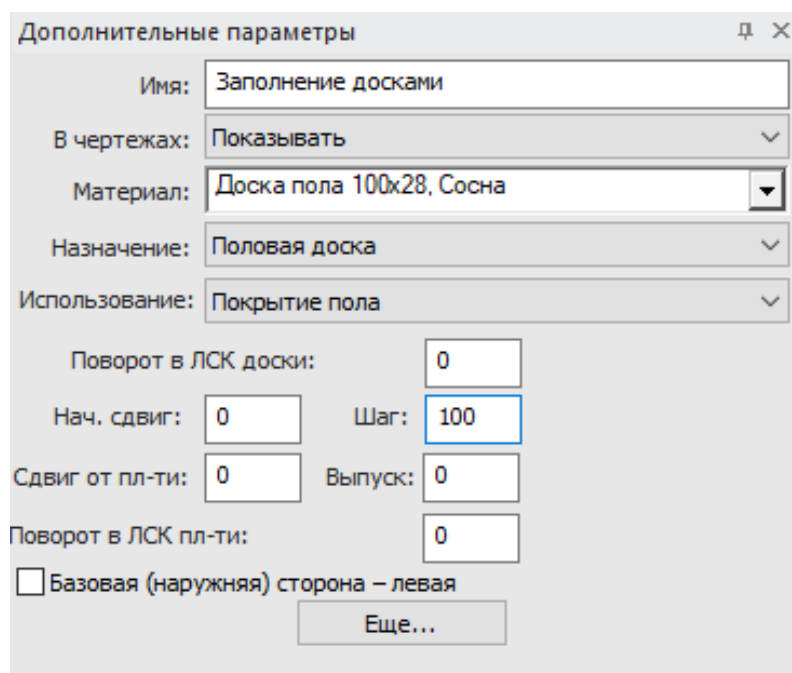 Дополнительные параметры
Имя: Заполнение досками
В чертежах: Показывать
Материал: Доска пола 100х28, Сосна
Назначение: Половая доска
Использование: Покрытие пола
Поворот в ЛСК доски: 0
Нач. сдвиг: 0 Шаг: 100
Сдвиг от пл-ти: 0 Выпуск: 0
Поворот в ЛСК пл-ти: 0
Базовая (наружняя) сторона – левая
Еще...